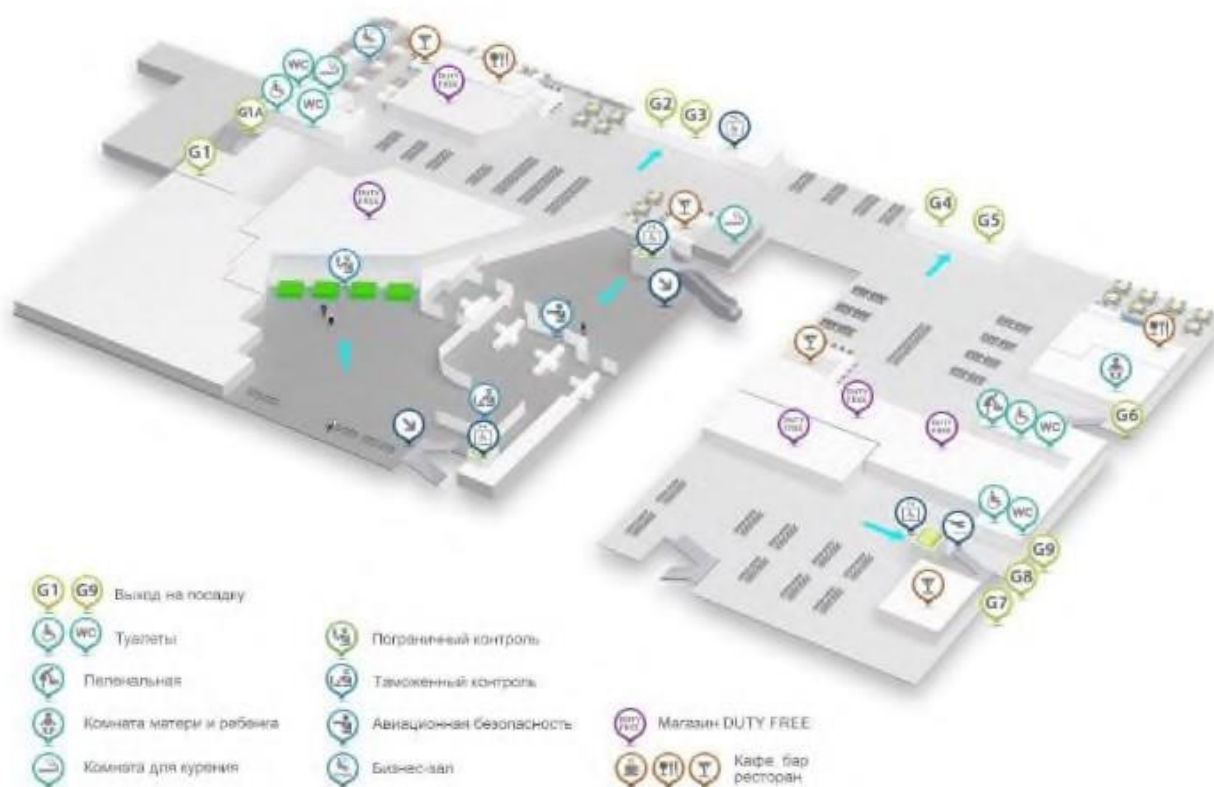 WC
WC
G1A
G1
DUTY FREE
DUTY FREE
G2
G3
G4
G5
G6
DUTY FREE
DUTY FREE
DUTY FREE
WC
WC
G9
G8
G7
G1 G9 Выход на посадку
WC Туалеты
Пеленальная
Комната матери и ребенка
Комната для курения
Пограничный контроль
Таможенный контроль
Авиационная безопасность
Бизнес-зал
DUTY FREE Магазин DUTY FREE
Кафе бар
ресторан